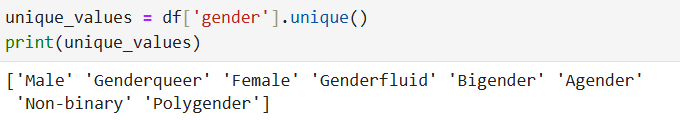 unique_values = df['gender'].unique()
print(unique_values)
['Male' 'Genderqueer' 'Female' 'Genderfluid' 'Bigender' 'Agender'
 'Non-binary' 'Polygender']